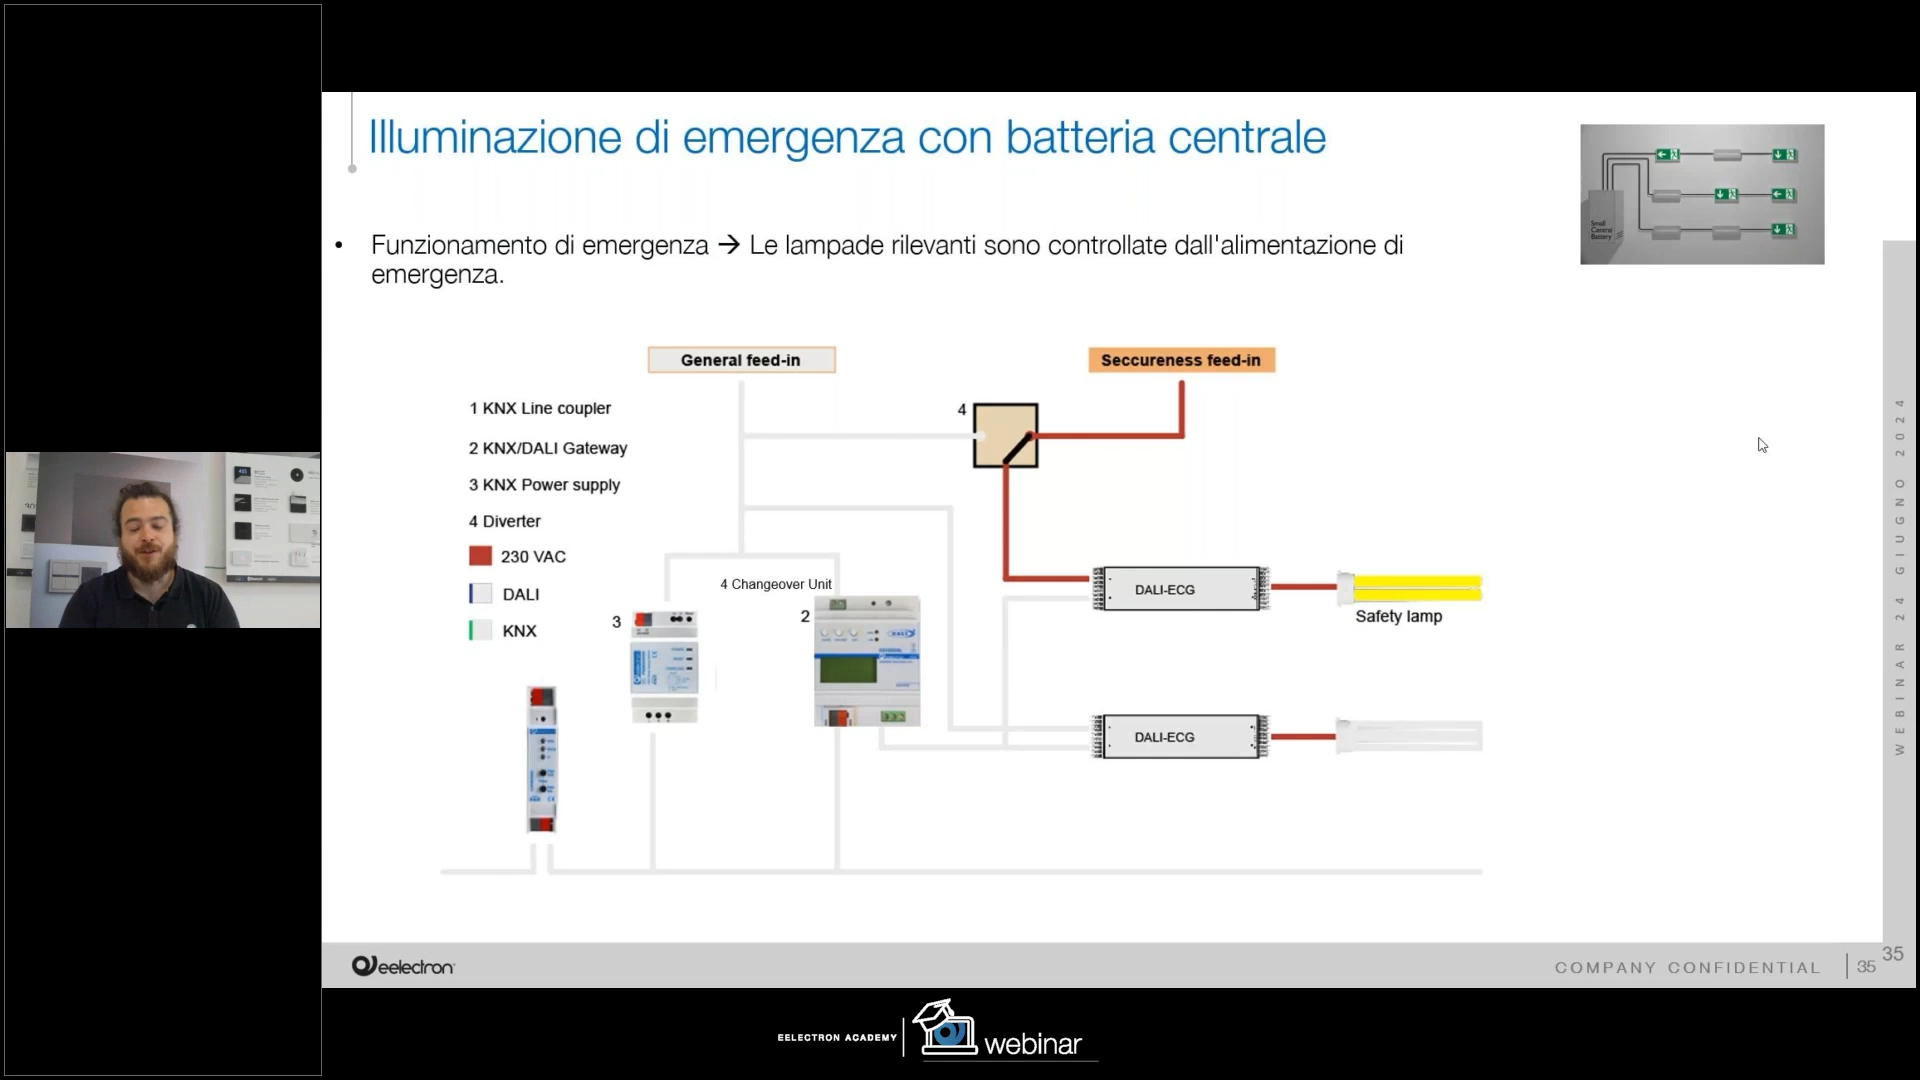 Illuminazione di emergenza con batteria centrale
Small
Central
Battery
• Funzionamento di emergenza → Le lampade rilevanti sono controllate dall'alimentazione di
emergenza.
General feed-in
Seccureness feed-in
1 KNX Line coupler
4
2 KNX/DALI Gateway
3 KNX Power supply
4 Diverter
230 VAC
DALI
KNX
4 Changeover Unit
3
2
DALI-ECG
Safety lamp
DALI-ECG
WEBINAR 24 GIUGNO 2024
eelectron
COMPANY CONFIDENTIAL
35
35
EELECTRON ACADEMY
webinar